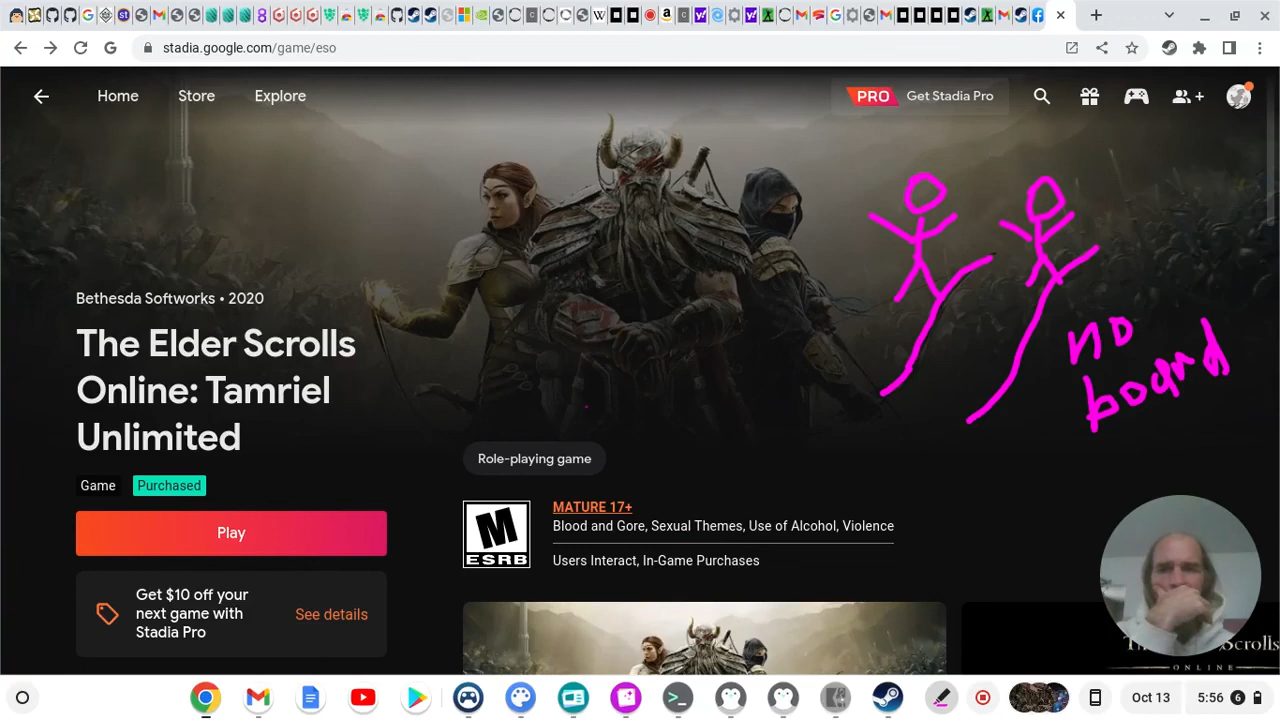 stadia.google.com/game/eso
Home
Store
Explore
PRO
Get Stadia Pro
no
board
Bethesda Softworks • 2020
The Elder Scrolls
Online: Tamriel
Unlimited
Game
Purchased
Play
Get $10 off your
next game with
Stadia Pro
See details
Role-playing game
M
ESRB
MATURE 17+
Blood and Gore, Sexual Themes, Use of Alcohol, Violence
Users Interact, In-Game Purchases
Scrolls
ONLINE
Oct 13
5:56
6